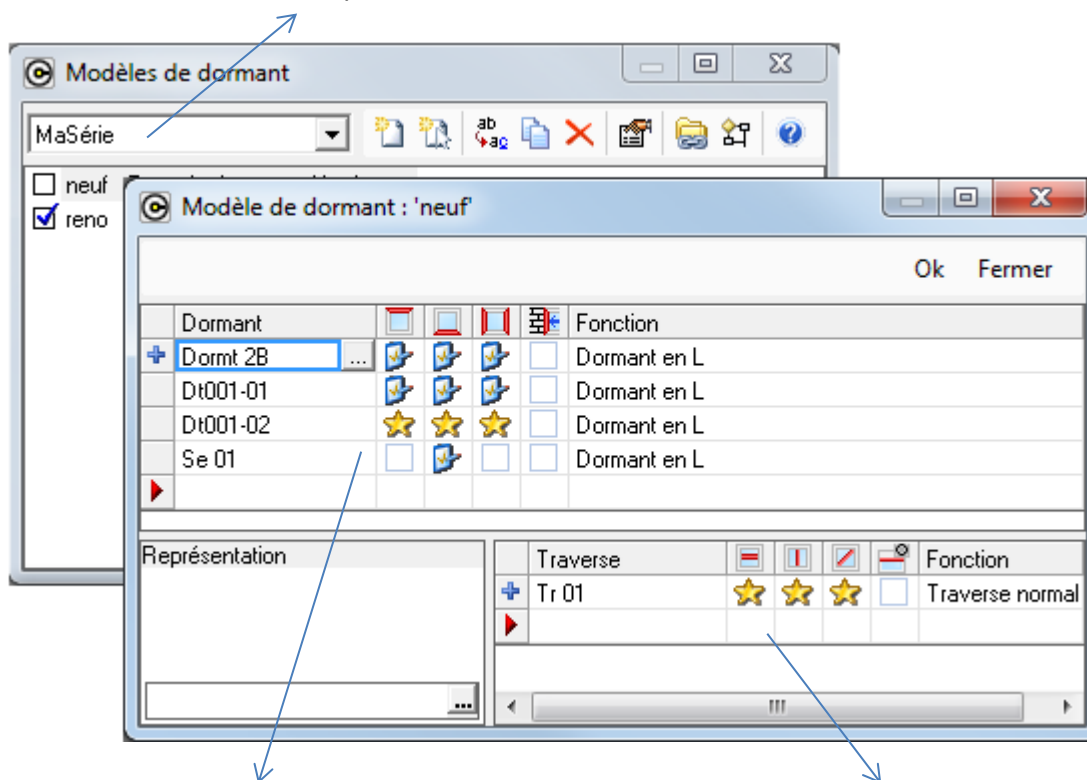 Modèles de dormant
MaSérie
neuf
reno
Modèle de dormant : 'neuf'
Ok Fermer
Dormant Fonction
Dormt 2B ... Dormant en L
Dt001-01 Dormant en L
Dt001-02 Dormant en L
Se 01 Dormant en L
Représentation
Traverse Fonction
Tr 01 Traverse normal
...